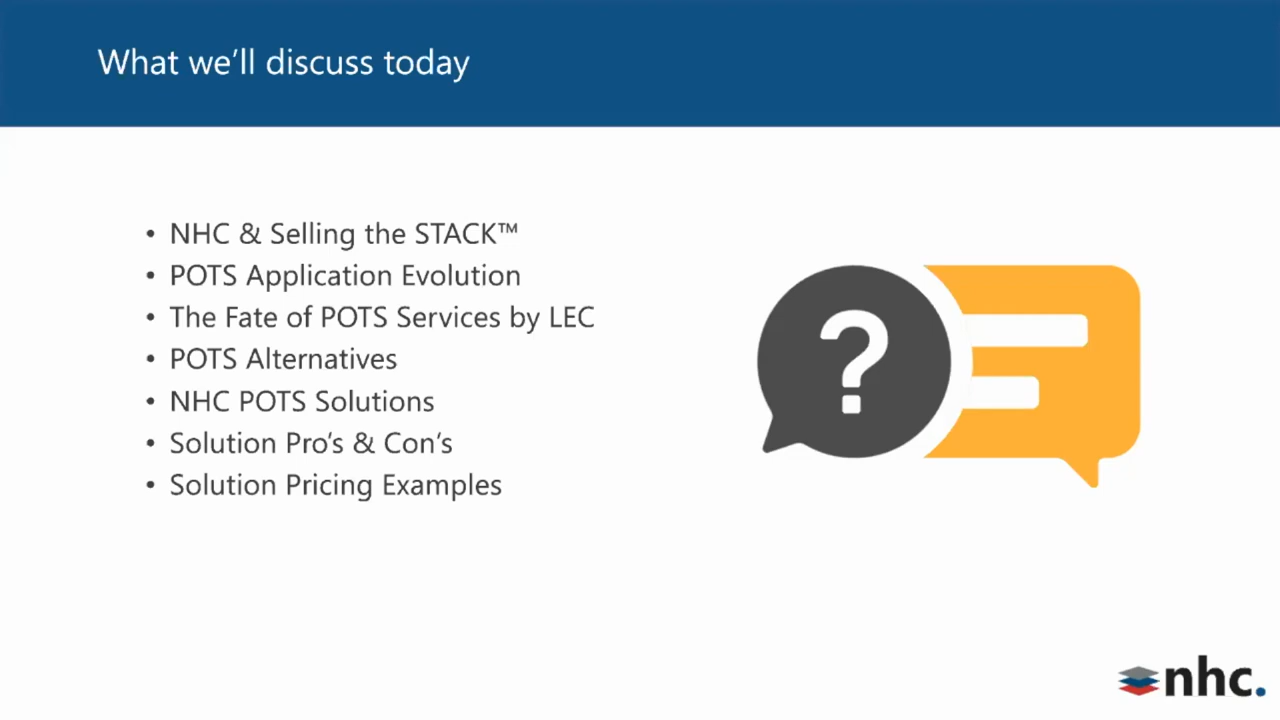 What we’ll discuss today
• NHC & Selling the STACK™
• POTS Application Evolution
• The Fate of POTS Services by LEC
• POTS Alternatives
• NHC POTS Solutions
• Solution Pro’s & Con’s
• Solution Pricing Examples
?
nhc.